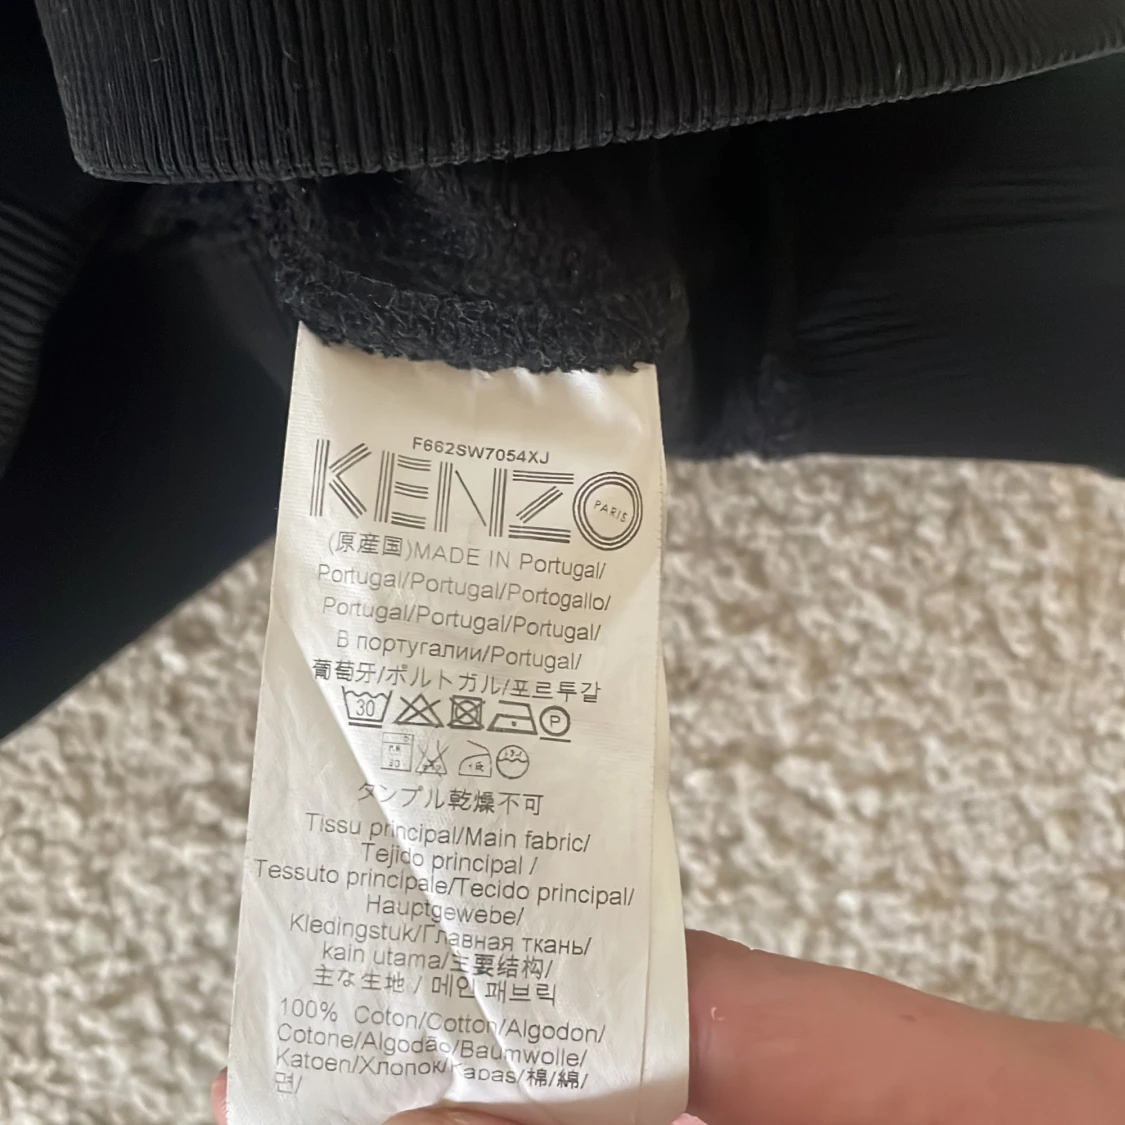 F662SW7054XJ
KENZO
PARIS
(原産国)MADE IN Portugal/
Portugal/Portugal/Portogallo/
Portugal/Portugal/Portugal/
В португалии/Portugal/
葡萄牙/ポルトガル/포르투갈
30 P
タンブル乾燥不可
Tissu principal/Main fabric/
Tejido principal /
Tessuto principale/Tecido principal/
Hauptgewebe/
Kledingstuk/Главная ткань/
kain utama/主要结构/
主な生地 / 메인 패브릭
100% Coton/Cotton/Algodon/
Cotone/Algodão/Baumwolle/
Katoen/Хлопок/Kapas/棉/綿/
면/